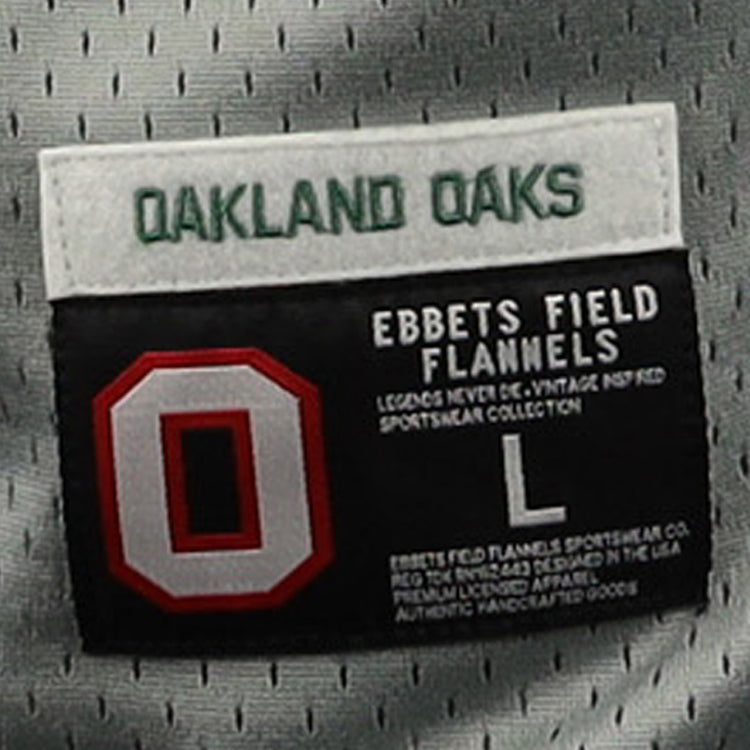 OAKLAND OAKS
O
EBBETS FIELD
FLANNELS
LEGENDS NEVER DIE. VINTAGE INSPIRED
SPORTSWEAR COLLECTION
L
EBBETS FIELD FLANNELS SPORTSWEAR CO.
REG DESIGNED IN THE USA
PREMIUM LICENSED APPAREL
AUTHENTIC HANDCRAFTED GOODS